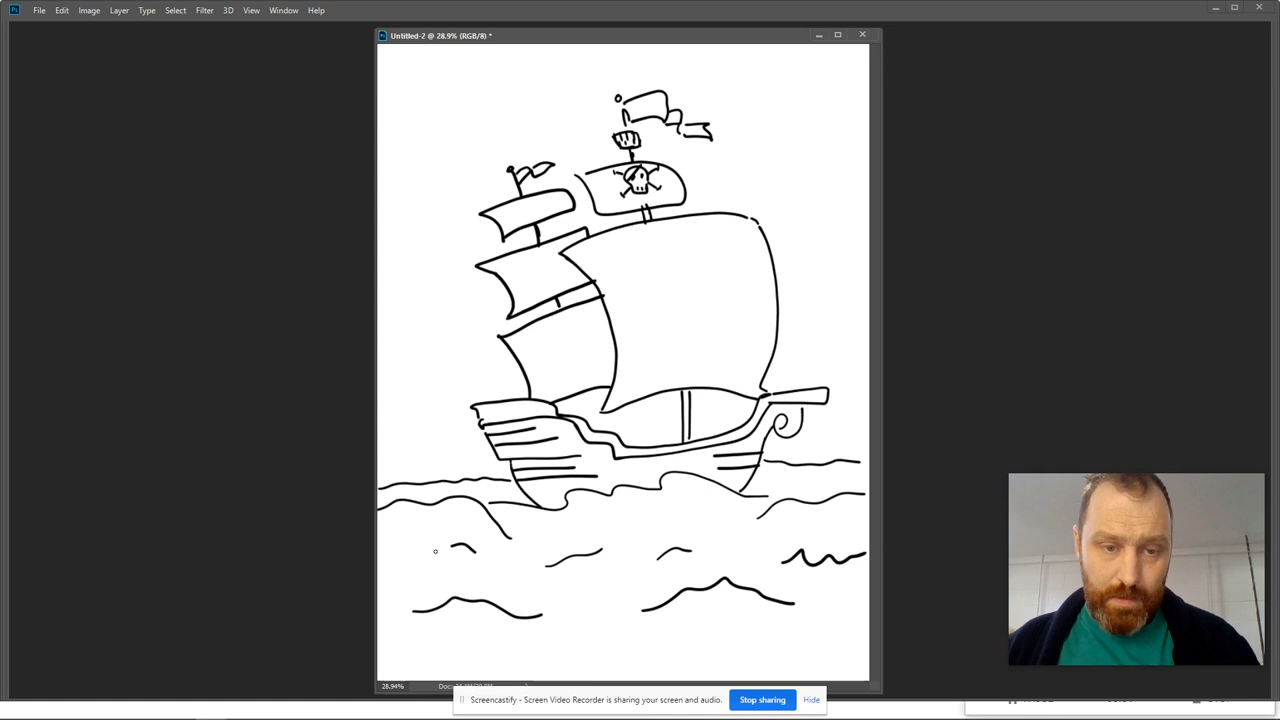 Ps File Edit Image Layer Type Select Filter 3D View Window Help
Untitled-2 @ 28.9% (RGB/8) *
28.94%
Screencastify - Screen Video Recorder is sharing your screen and audio. Stop sharing Hide